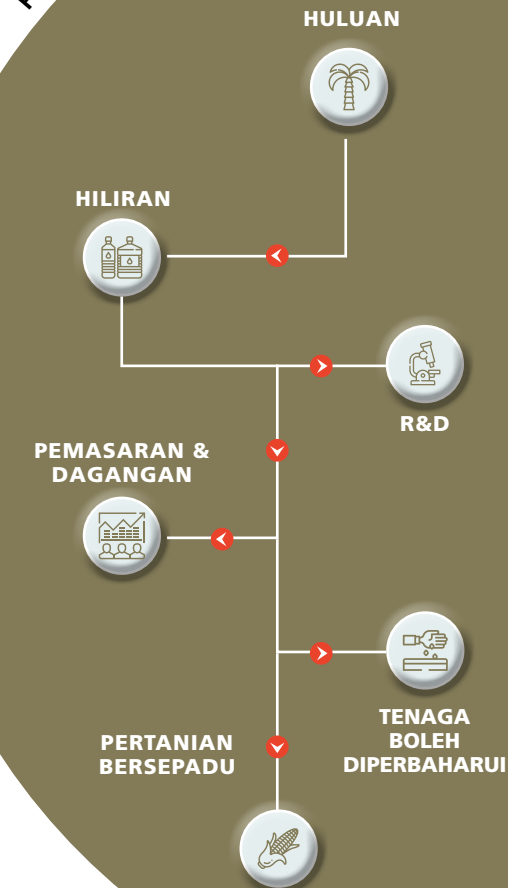 HULUAN
HILIRAN
R&D
PEMASARAN &
DAGANGAN
TENAGA
BOLEH
DIPERBAHARUI
PERTANIAN
BERSEPADU